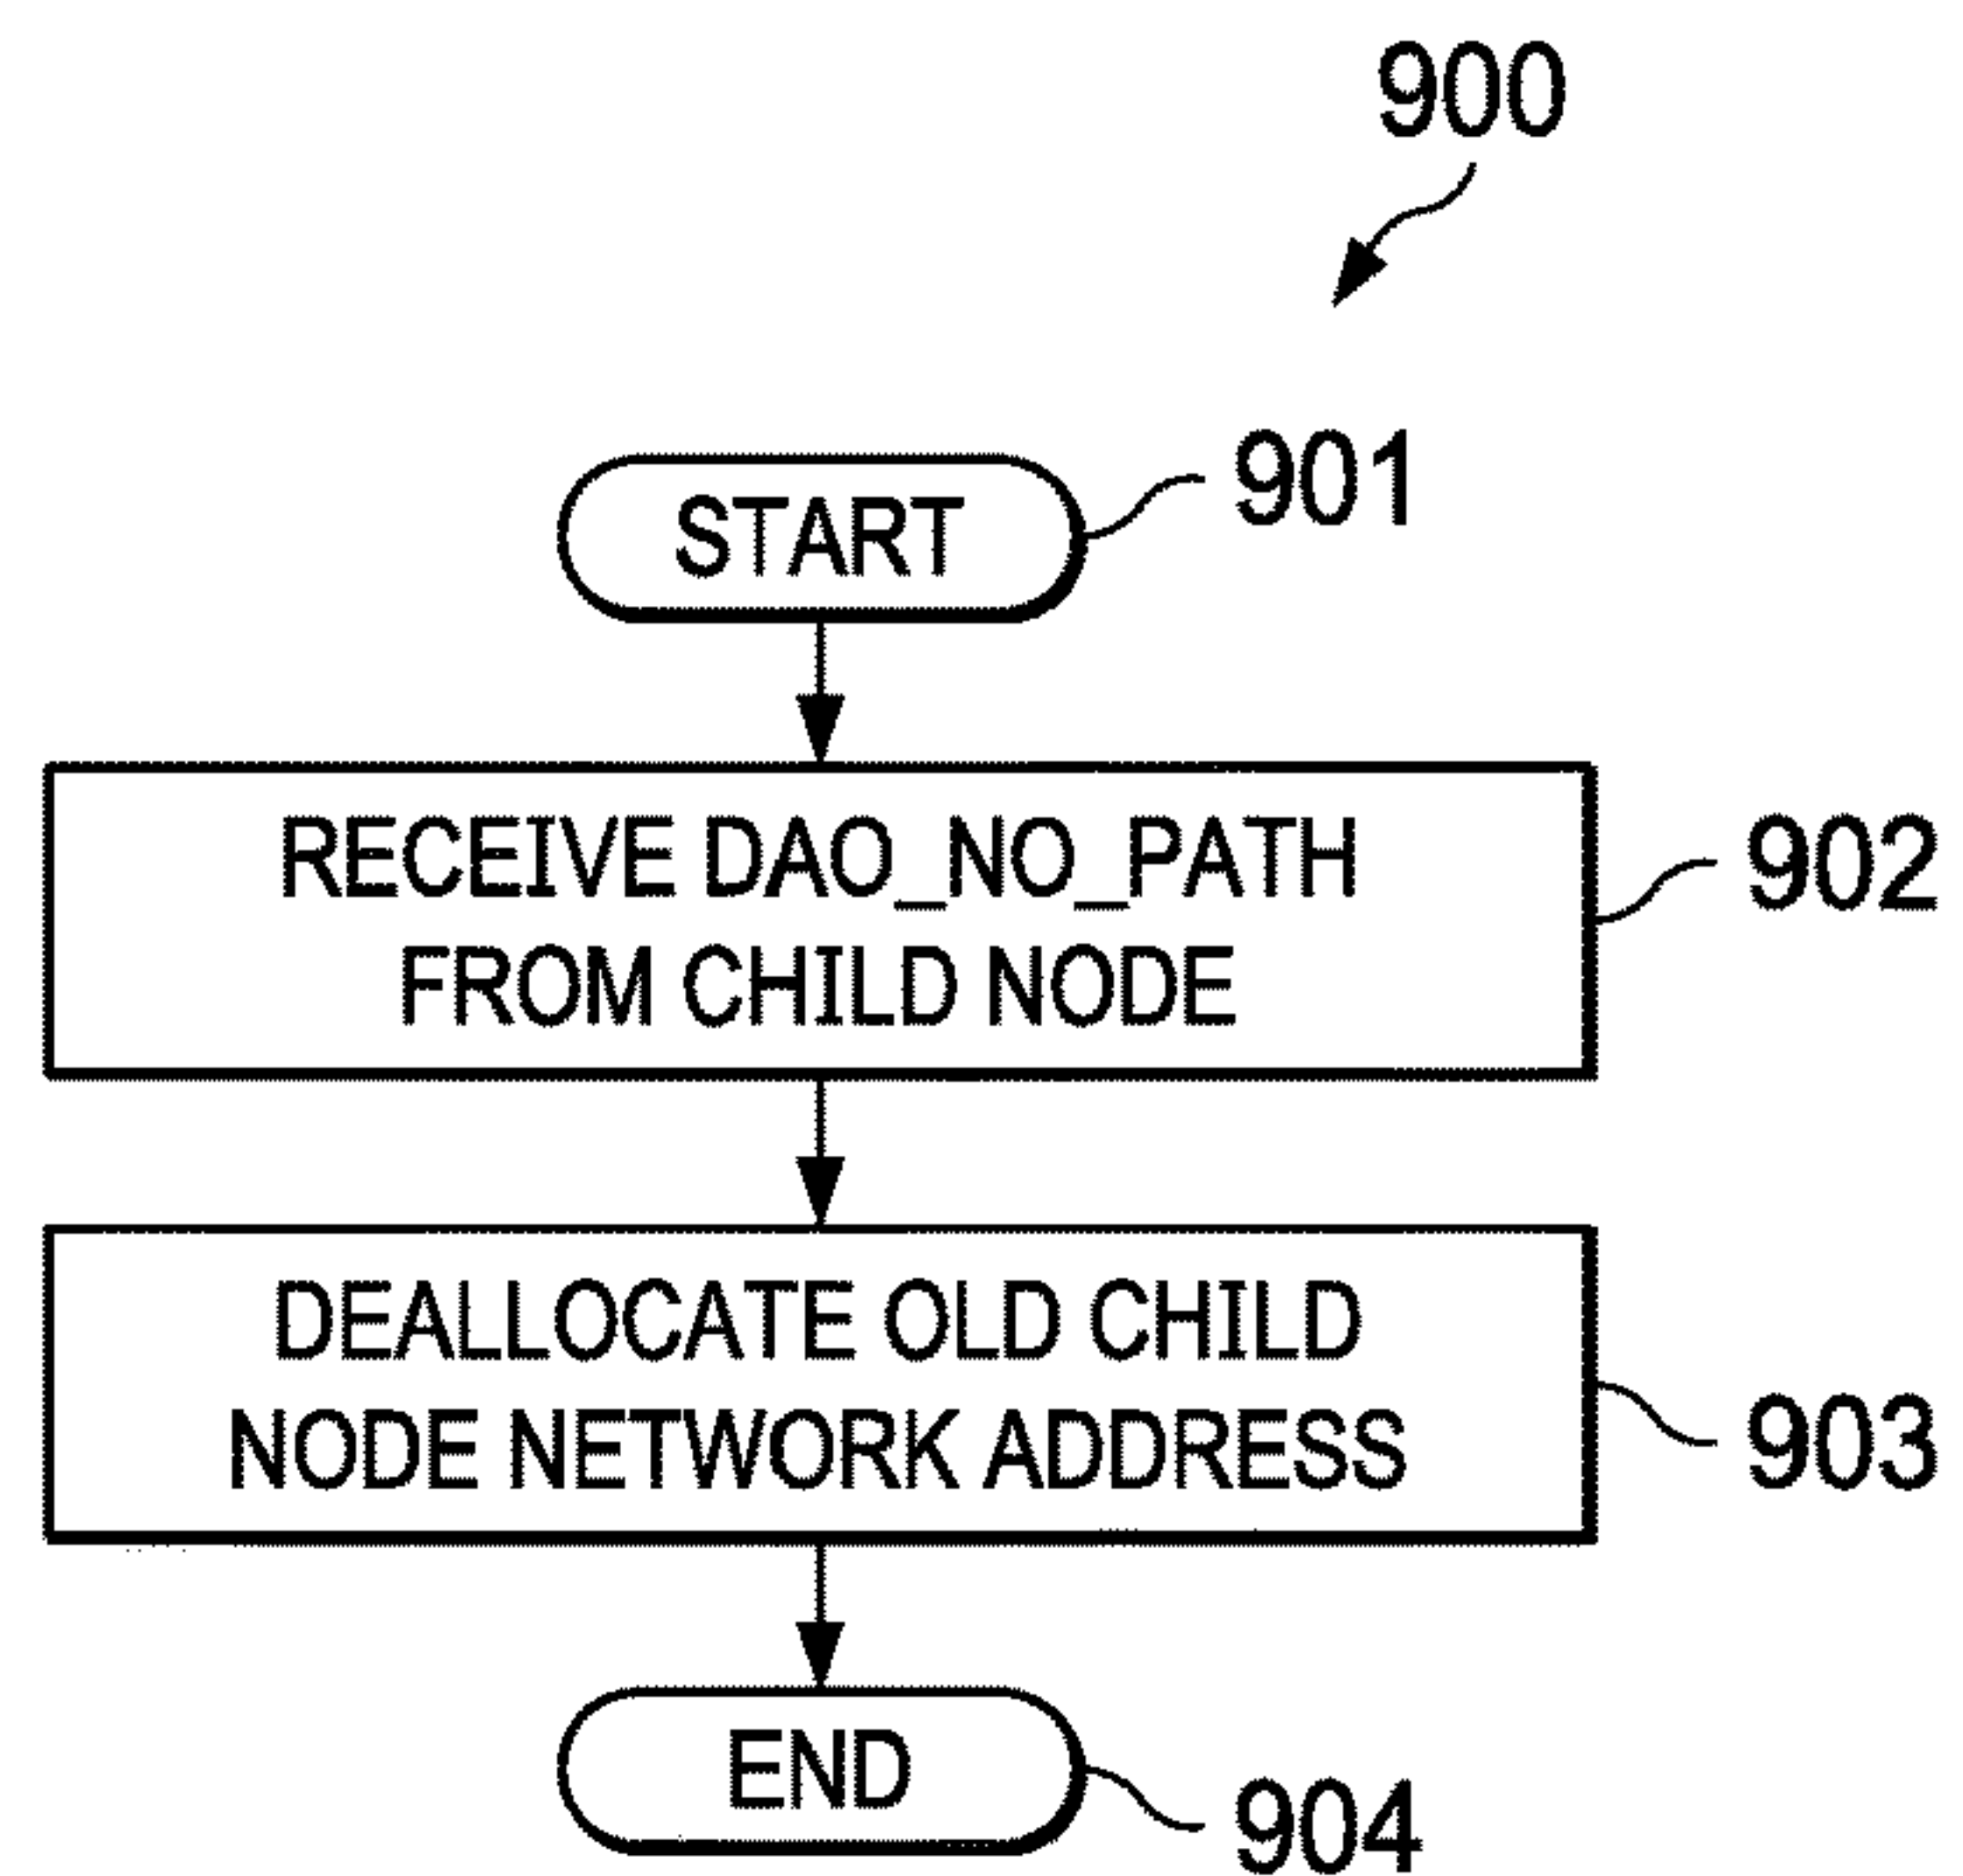 900
START
901
RECEIVE DAO_NO_PATH
FROM CHILD NODE
902
DEALLOCATE OLD CHILD
NODE NETWORK ADDRESS
903
END
904